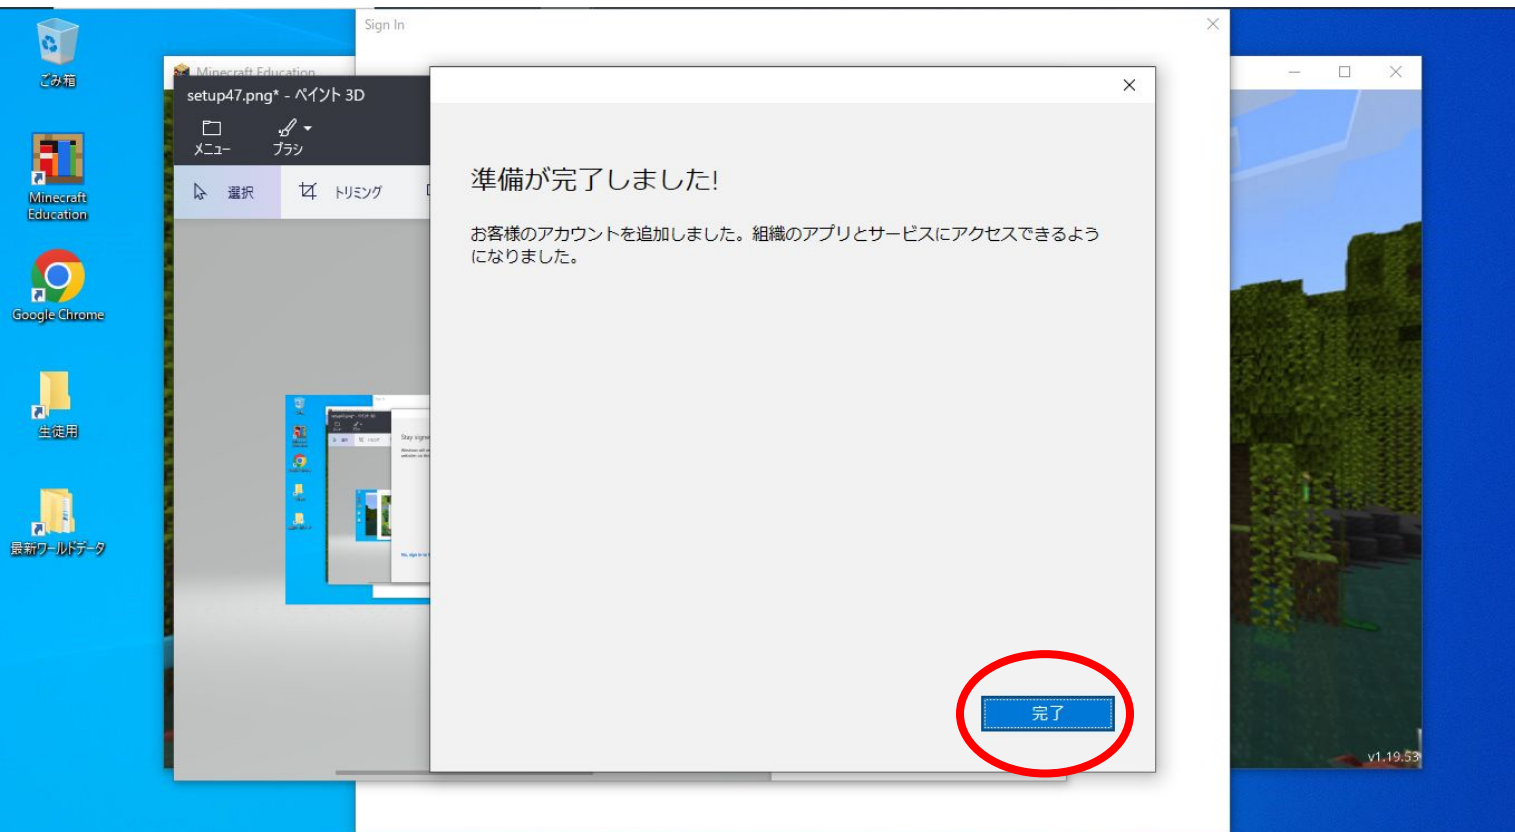 Sign In
ごみ箱
Minecraft Education
setup47.png* - ペイント 3D
メニュー
ブラシ
選択
トリミング
Minecraft
Education
準備が完了しました!
お客様のアカウントを追加しました。組織のアプリとサービスにアクセスできるよう
になりました。
Google Chrome
生徒用
最新ワールドデータ
完了
v1.19.53